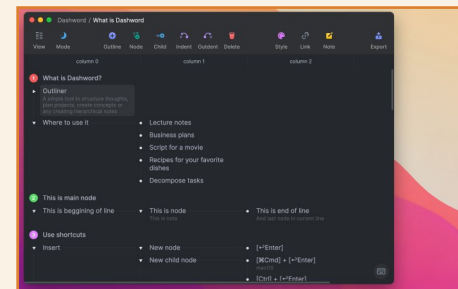 Dashword / What is Dashword
View Mode Outline Node Child Indent Outdent Delete Style Link Note Export
column 0 column 1 column 2
1 What is Dashword?
Outliner
A simple tool to structure thoughts,
plan projects, create concepts or
any creating hierarchical notes
Where to use it
Lecture notes
Business plans
Script for a movie
Recipes for your favorite
dishes
Decompose tasks
2 This is main node
This is beggining of line This is node This is end of line
This is note And last node in current line
3 Use shortcuts
Insert New node [↵Enter]
New child node [⌘Cmd] + [↵Enter]
macOS
[Ctrl] + [↵Enter]